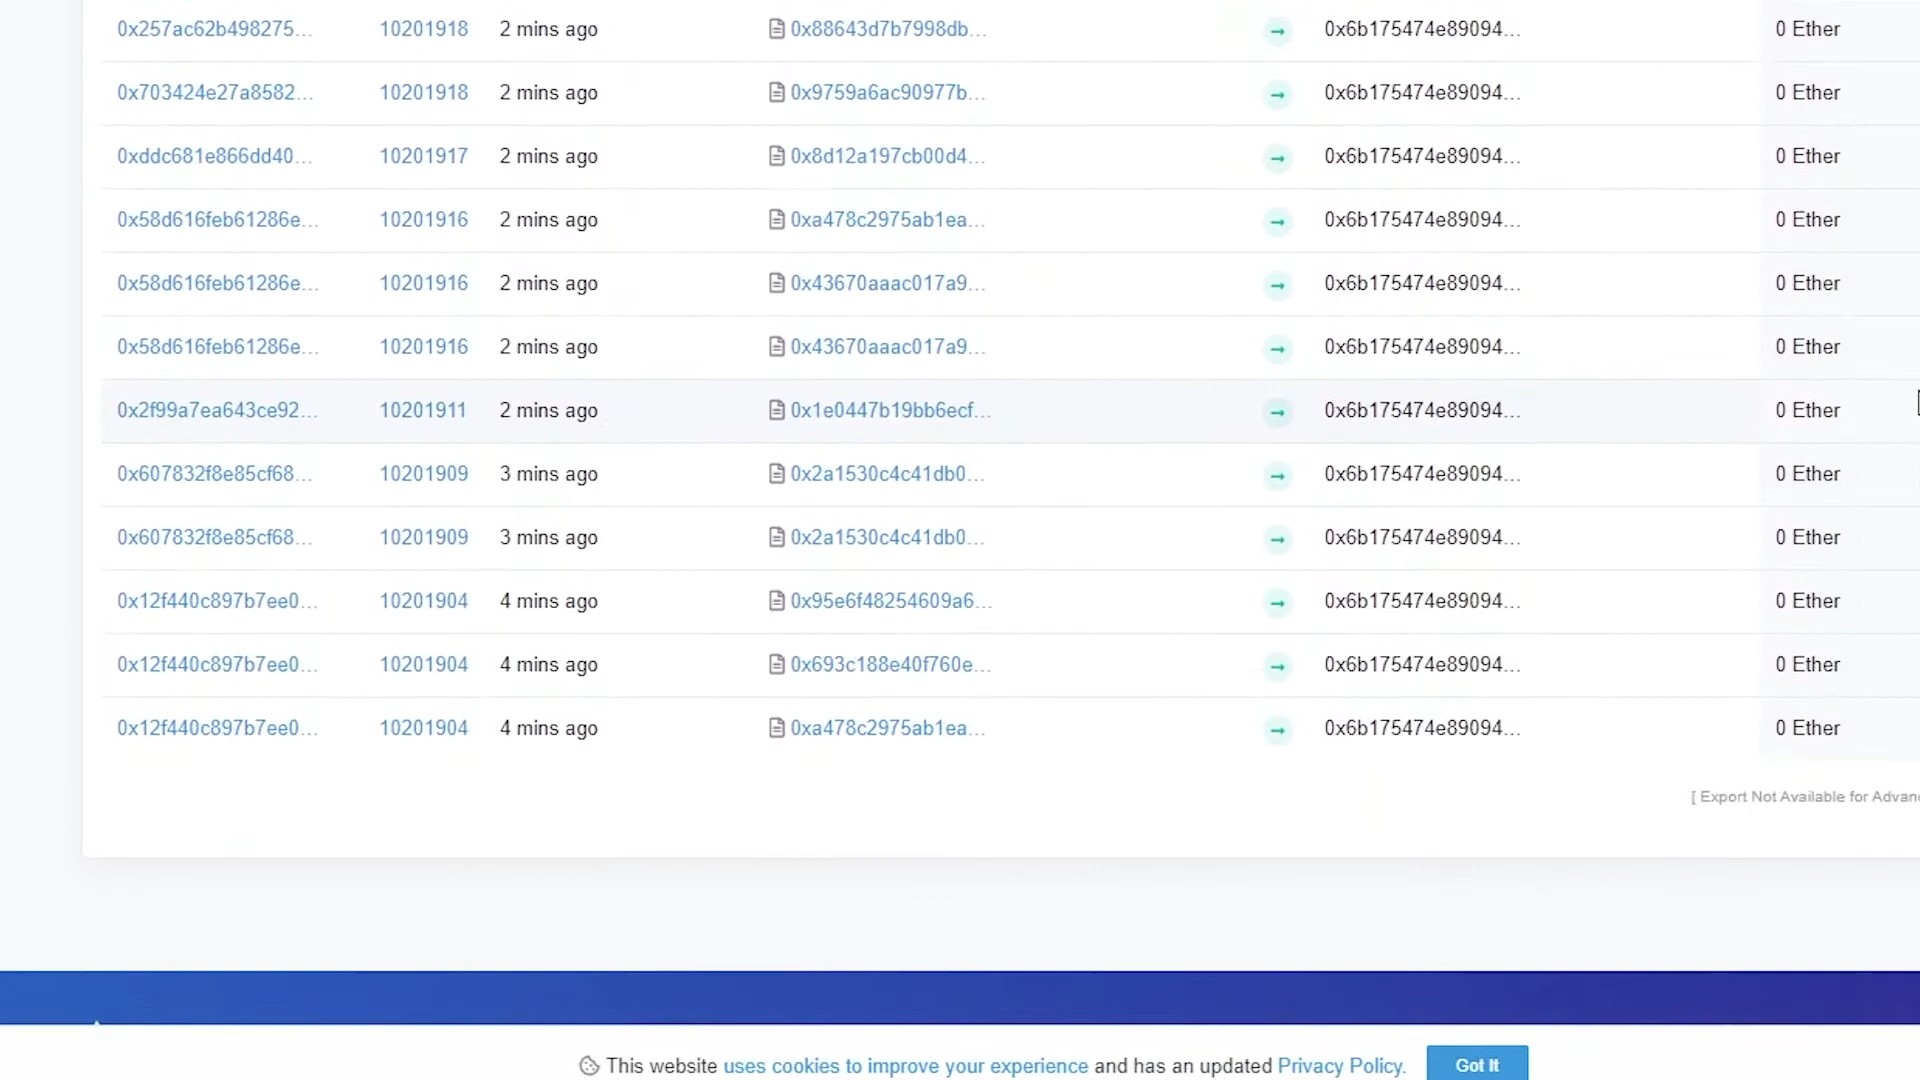 0x257ac62b498275... 10201918 2 mins ago 0x88643d7b7998db... 0x6b175474e89094... 0 Ether
0x703424e27a8582... 10201918 2 mins ago 0x9759a6ac90977b... 0x6b175474e89094... 0 Ether
0xddc681e866dd40... 10201917 2 mins ago 0x8d12a197cb00d4... 0x6b175474e89094... 0 Ether
0x58d616feb61286e... 10201916 2 mins ago 0xa478c2975ab1ea... 0x6b175474e89094... 0 Ether
0x58d616feb61286e... 10201916 2 mins ago 0x43670aaac017a9... 0x6b175474e89094... 0 Ether
0x58d616feb61286e... 10201916 2 mins ago 0x43670aaac017a9... 0x6b175474e89094... 0 Ether
0x2f99a7ea643ce92... 10201911 2 mins ago 0x1e0447b19bb6ecf... 0x6b175474e89094... 0 Ether
0x607832f8e85cf68... 10201909 3 mins ago 0x2a1530c4c41db0... 0x6b175474e89094... 0 Ether
0x607832f8e85cf68... 10201909 3 mins ago 0x2a1530c4c41db0... 0x6b175474e89094... 0 Ether
0x12f440c897b7ee0... 10201904 4 mins ago 0x95e6f48254609a6... 0x6b175474e89094... 0 Ether
0x12f440c897b7ee0... 10201904 4 mins ago 0x693c188e40f760e... 0x6b175474e89094... 0 Ether
0x12f440c897b7ee0... 10201904 4 mins ago 0xa478c2975ab1ea... 0x6b175474e89094... 0 Ether
[ Export Not Available for Advan
This website uses cookies to improve your experience and has an updated Privacy Policy. Got It